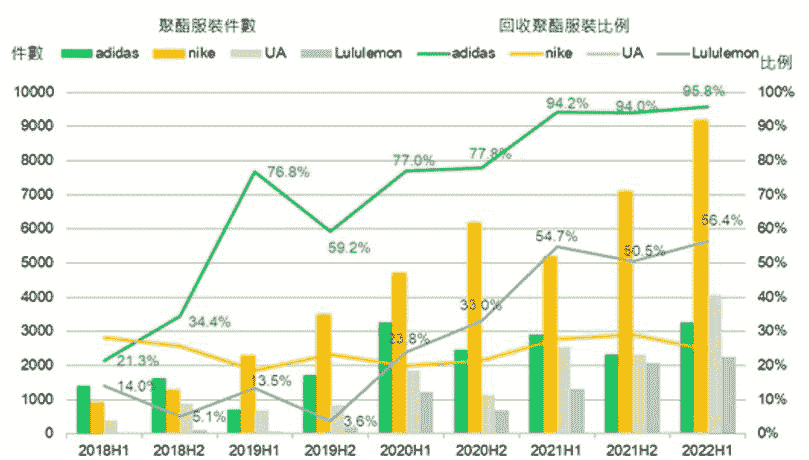 聚酯服裝件數 回收聚酯服裝比例
件數 adidas nike UA Lululemon adidas nike UA Lululemon 比例
10000 100%
9000 90%
8000 80%
7000 70%
6000 60%
5000 50%
4000 40%
3000 30%
2000 20%
1000 10%
0 0%
21.3% 34.4% 76.8% 59.2% 77.0% 77.8% 94.2% 94.0% 95.8%
14.0% 5.1% 13.5% 3.6% 23.8% 33.0% 54.7% 50.5% 56.4%
2018H1 2018H2 2019H1 2019H2 2020H1 2020H2 2021H1 2021H2 2022H1